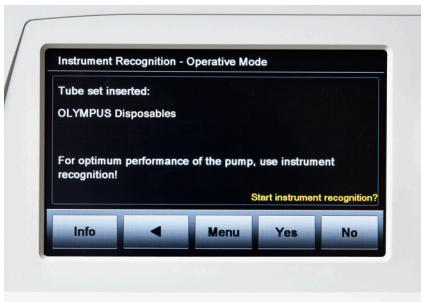 Instrument Recognition - Operative Mode
Tube set inserted:
OLYMPUS Disposables
For optimum performance of the pump, use instrument
recognition!
Start instrument recognition?
Info
Menu
Yes
No